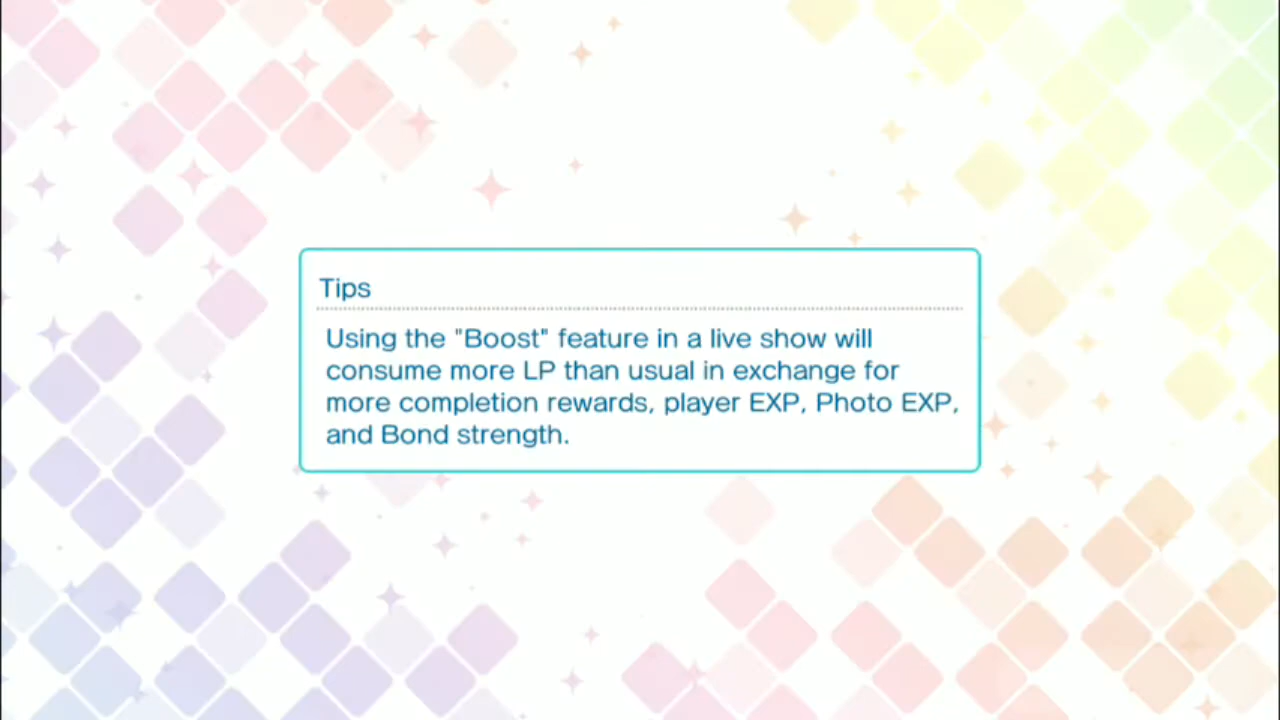 Tips
Using the "Boost" feature in a live show will
consume more LP than usual in exchange for
more completion rewards, player EXP, Photo EXP,
and Bond strength.